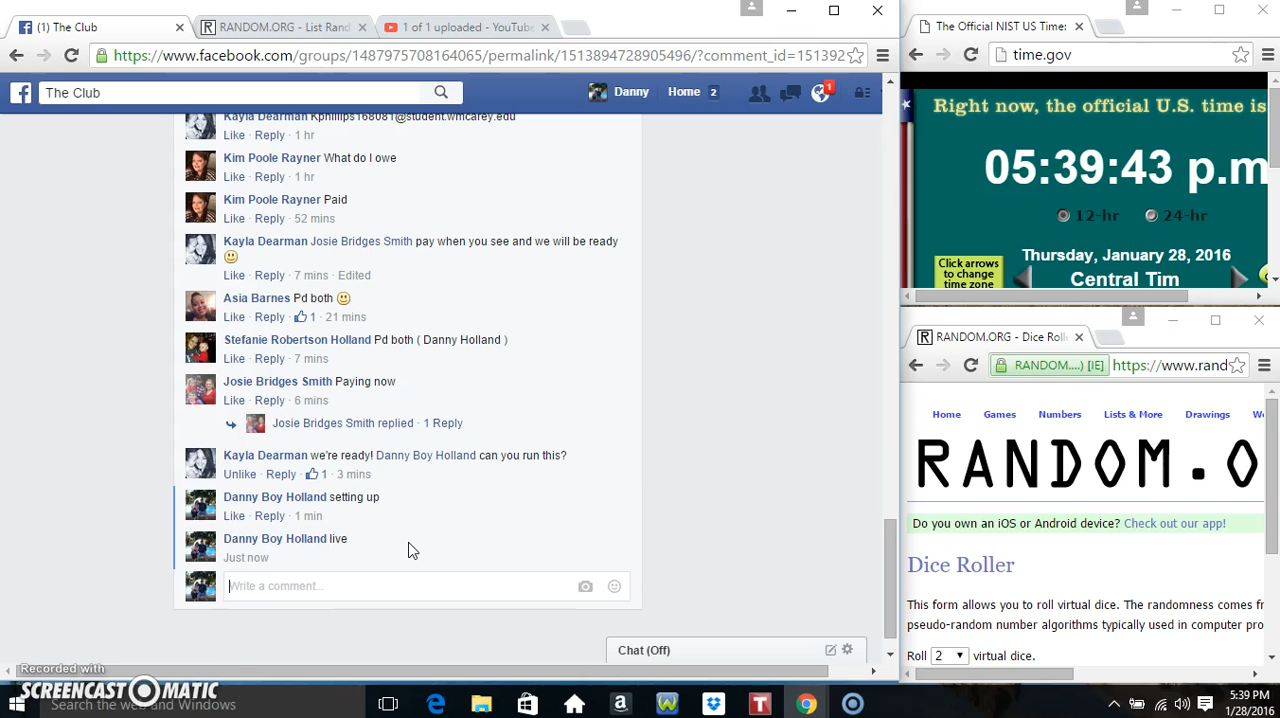 (1) The Club
RANDOM.ORG - List Rand
1 of 1 uploaded - YouTube
https://www.facebook.com/groups/1487975708164065/permalink/1513894728905496/?comment_id=151392
The Club
Danny
Home 2
1
Kayla Dearman Kphillips168081@student.wmcarey.edu
Like · Reply · 1 hr
Kim Poole Rayner What do I owe
Like · Reply · 1 hr
Kim Poole Rayner Paid
Like · Reply · 52 mins
Kayla Dearman Josie Bridges Smith pay when you see and we will be ready
Like · Reply · 7 mins · Edited
Asia Barnes Pd both
Like · Reply · 1 · 21 mins
Stefanie Robertson Holland Pd both ( Danny Holland )
Like · Reply · 7 mins
Josie Bridges Smith Paying now
Like · Reply · 6 mins
Josie Bridges Smith replied · 1 Reply
Kayla Dearman we're ready! Danny Boy Holland can you run this?
Unlike · Reply · 1 · 3 mins
Danny Boy Holland setting up
Like · Reply · 1 min
Danny Boy Holland live
Just now
Write a comment...
Chat (Off)
Recorded with
SCREENCAST-O-MATIC
Search the web and Windows
The Official NIST US Time:
time.gov
Right now, the official U.S. time is
05:39:43 p.m
12-hr 24-hr
Thursday, January 28, 2016
Click arrows
to change
time zone
Central Tim
RANDOM.ORG - Dice Roll
RANDOM....) [IE] https://www.rand
Home Games Numbers Lists & More Drawings
RANDOM.O
Do you own an iOS or Android device? Check out our app!
Dice Roller
This form allows you to roll virtual dice. The randomness comes f
pseudo-random number algorithms typically used in computer pro
Roll 2 virtual dice.
5:39 PM
1/28/2016